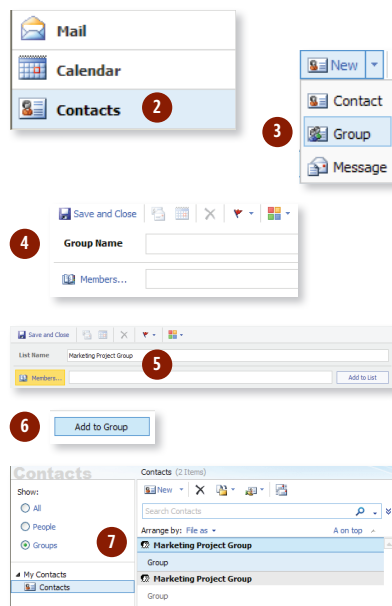 Mail
Calendar
Contacts 2
New
Contact
3 Group
Message
Save and Close
4 Group Name
Members...
Save and Close
List Name Marketing Project Group
5
Members... Add to List
6 Add to Group
Contacts
Show:
All
People
Groups
7
My Contacts
Contacts
Contacts (2 Items)
New
Search Contacts
Arrange by: File as A on top
Marketing Project Group
Group
Marketing Project Group
Group